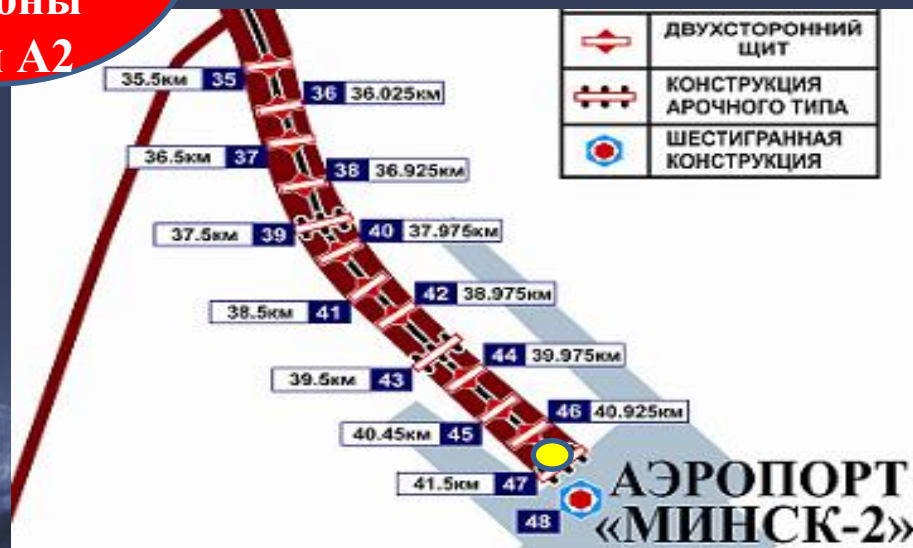 А2
ДВУХСТОРОННИЙ
ЩИТ
КОНСТРУКЦИЯ
АРОЧНОГО ТИПА
ШЕСТИГРАННАЯ
КОНСТРУКЦИЯ
35.5км 35
36 36.025км
36.5км 37
38 36.925км
37.5км 39
40 37.975км
38.5км 41
42 38.975км
39.5км 43
44 39.975км
40.45км 45
46 40.925км
41.5км 47
48
АЭРОПОРТ
«МИНСК-2»